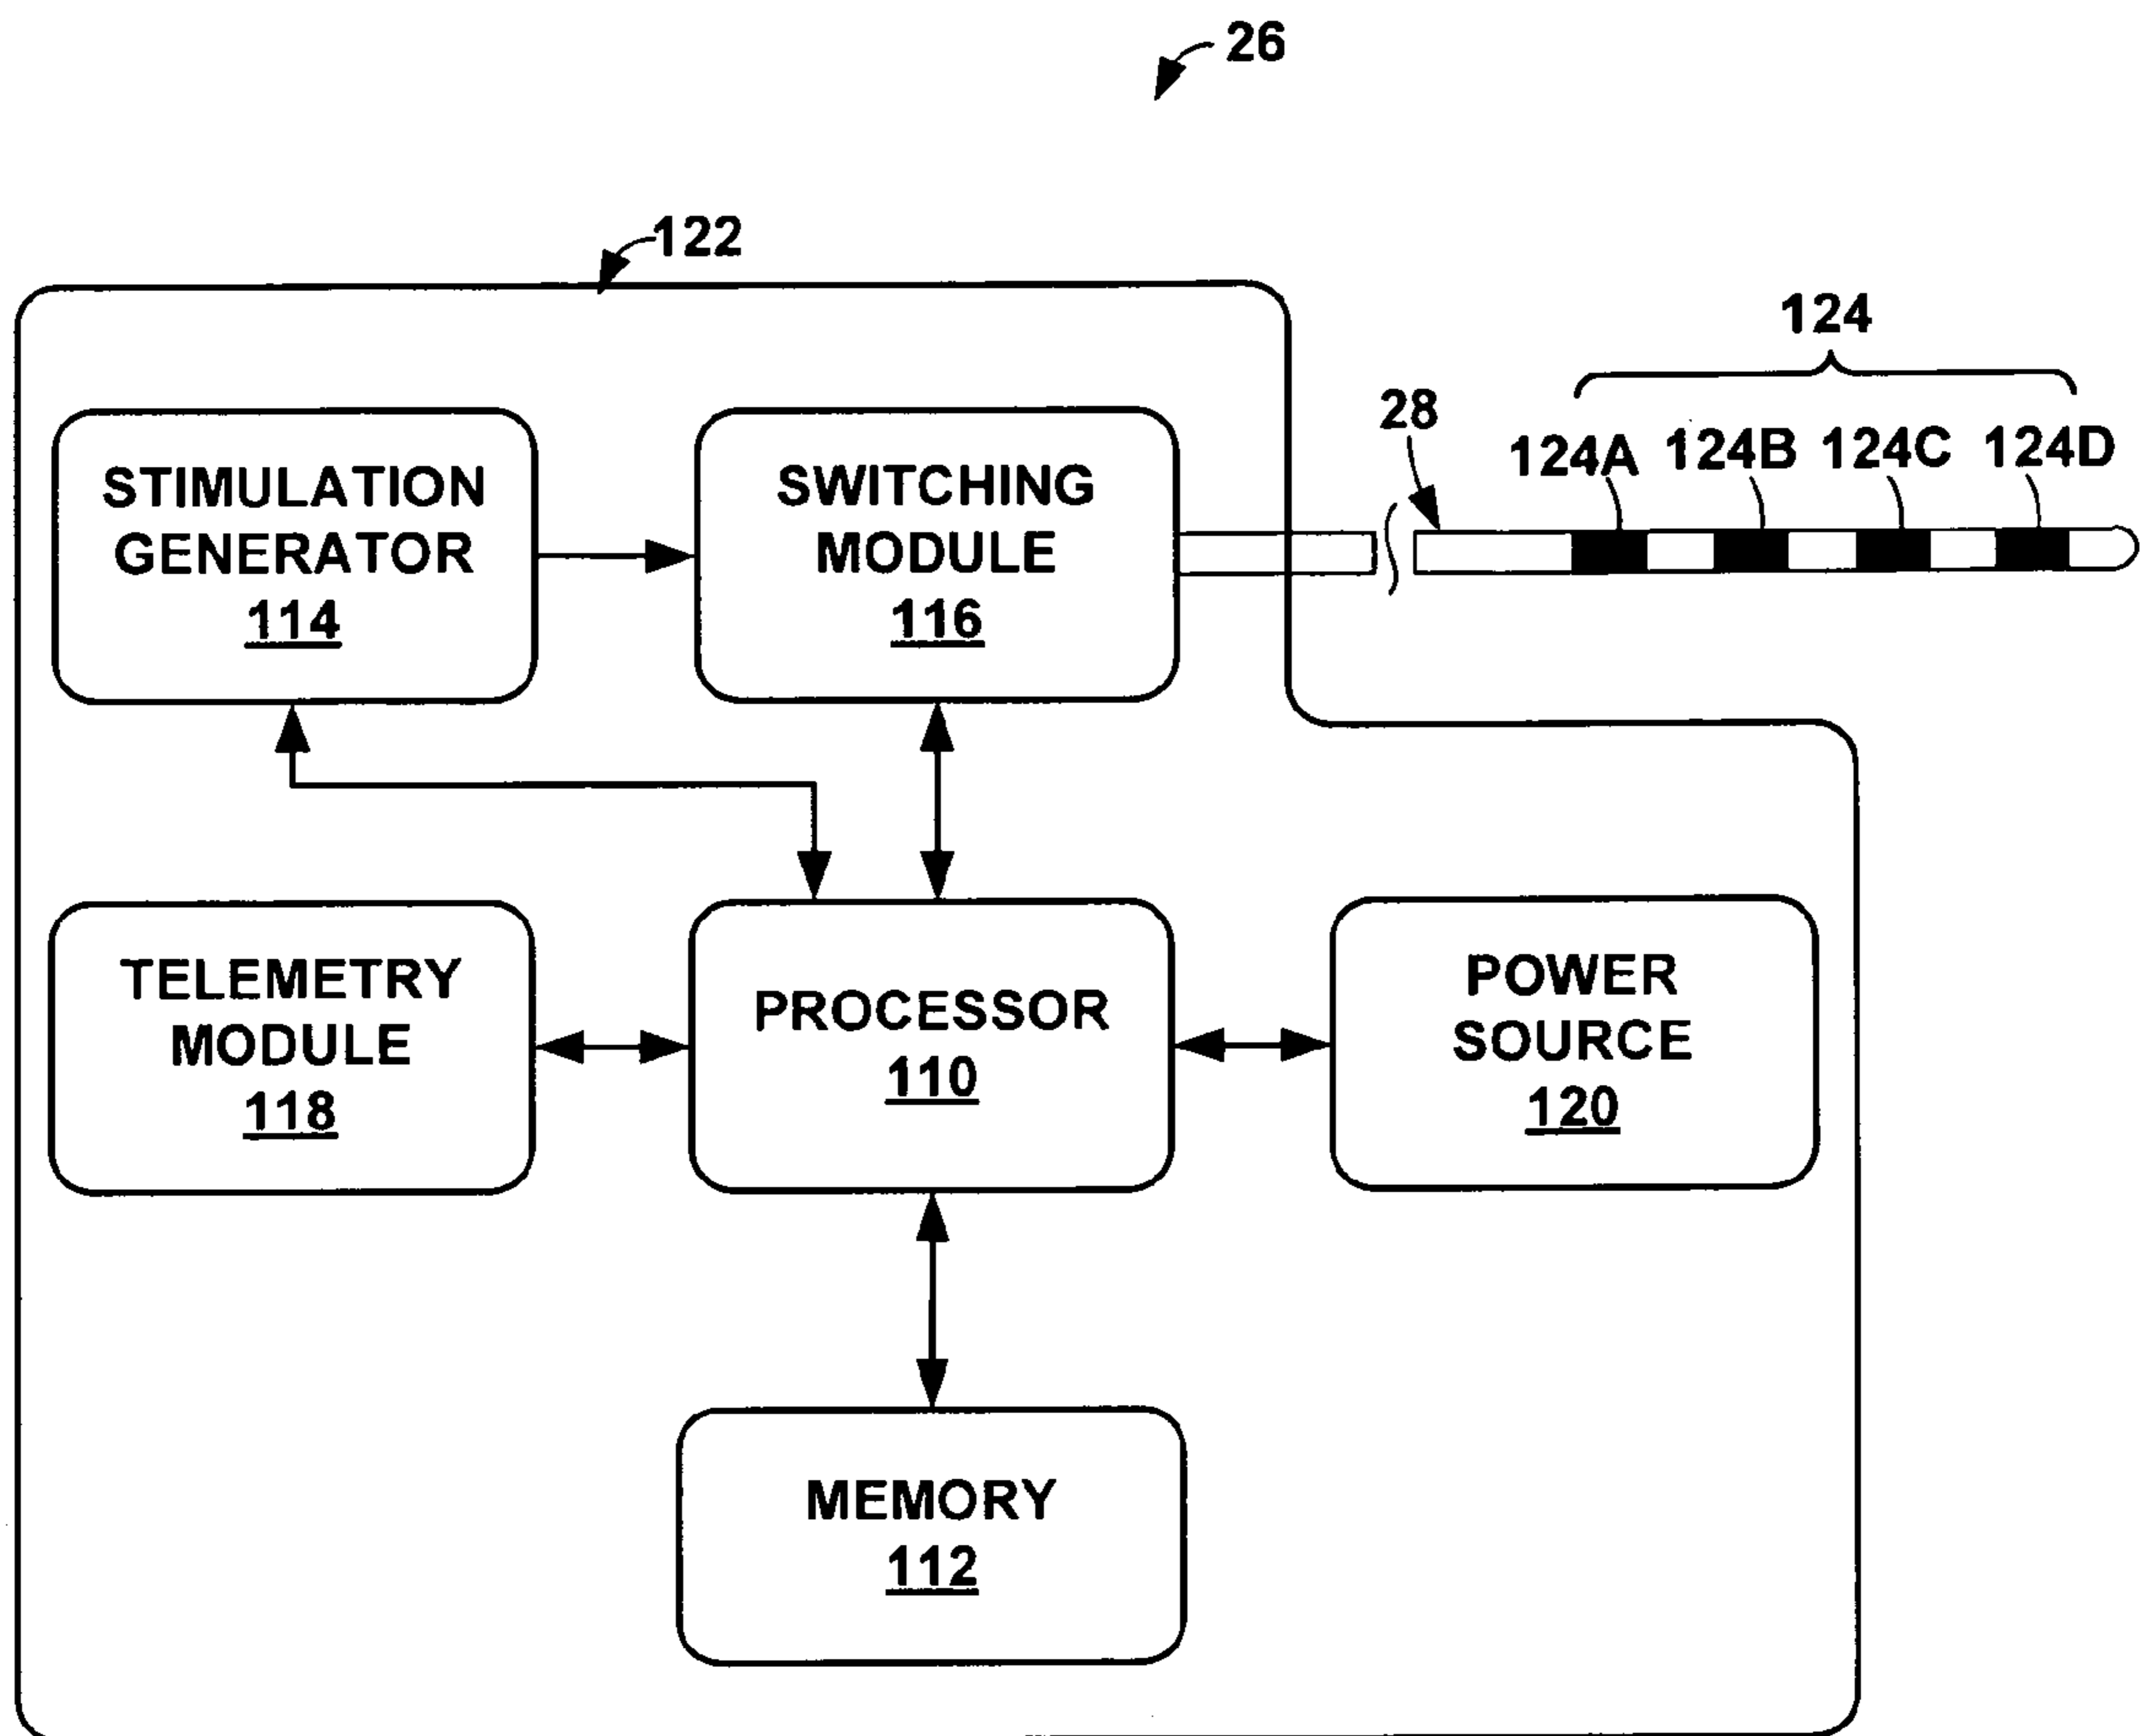 26
122
124
28
124A 124B 124C 124D
STIMULATION
GENERATOR
114
SWITCHING
MODULE
116
TELEMETRY
MODULE
118
PROCESSOR
110
POWER
SOURCE
120
MEMORY
112